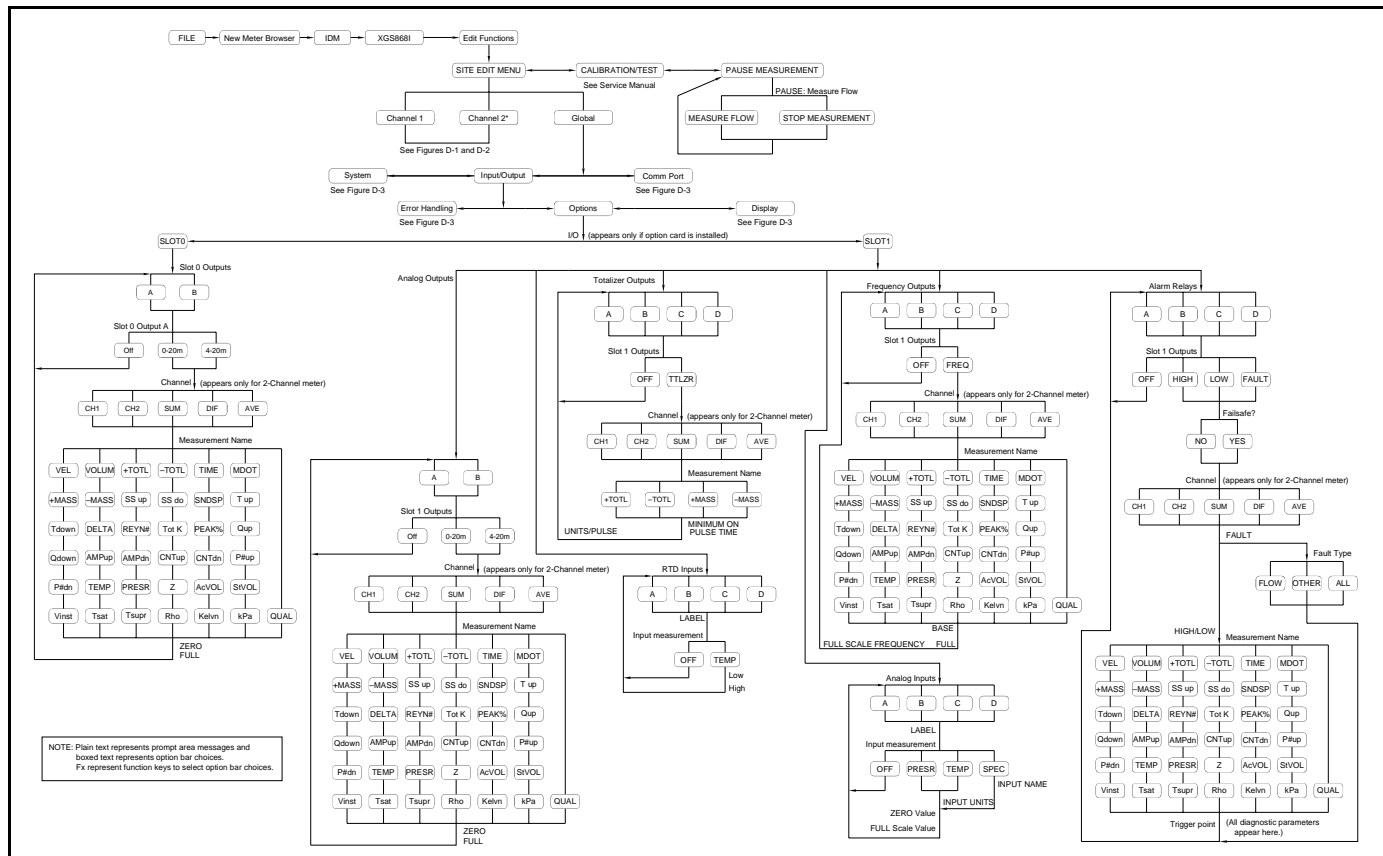 FILE New Meter Browser IDM XGS868I Edit Functions
SITE EDIT MENU CALIBRATION/TEST PAUSE MEASUREMENT
See Service Manual
PAUSE: Measure Flow
Channel 1 Channel 2* Global MEASURE FLOW STOP MEASUREMENT
See Figures D-1 and D-2
System Input/Output Comm Port
See Figure D-3 See Figure D-3
Error Handling Options Display
See Figure D-3 See Figure D-3
I/O (appears only if option card is installed)
SLOT0 SLOT1
Slot 0 Outputs
A B
Slot 0 Output A
Off 0-20m 4-20m
Channel (appears only for 2-Channel meter)
CH1 CH2 SUM DIF AVE
Measurement Name
VEL VOLUM +TOTL –TOTL TIME MDOT
+MASS –MASS SS up SS do SNDSP T up
Tdown DELTA REYN# Tot K PEAK% Qup
Qdown AMPup AMPdn CNTup CNTdn P#up
P#dn TEMP PRESR Z AcVOL StVOL
Vinst Tsat Tsupr Rho Kelvn kPa QUAL
ZERO
FULL
Analog Outputs
A B
Slot 1 Outputs
Off 0-20m 4-20m
Channel (appears only for 2-Channel meter)
CH1 CH2 SUM DIF AVE
Measurement Name
VEL VOLUM +TOTL –TOTL TIME MDOT
+MASS –MASS SS up SS do SNDSP T up
Tdown DELTA REYN# Tot K PEAK% Qup
Qdown AMPup AMPdn CNTup CNTdn P#up
P#dn TEMP PRESR Z AcVOL StVOL
Vinst Tsat Tsupr Rho Kelvn kPa QUAL
ZERO
FULL
Totalizer Outputs
A B C D
Slot 1 Outputs
OFF TTLZR
Channel (appears only for 2-Channel meter)
CH1 CH2 SUM DIF AVE
Measurement Name
+TOTL –TOTL +MASS –MASS
UNITS/PULSE MINIMUM ON
PULSE TIME
RTD Inputs
A B C D
LABEL
Input measurement
OFF TEMP
Low
High
Frequency Outputs
A B C D
Slot 1 Outputs
OFF FREQ
Channel (appears only for 2-Channel meter)
CH1 CH2 SUM DIF AVE
Measurement Name
VEL VOLUM +TOTL –TOTL TIME MDOT
+MASS –MASS SS up SS do SNDSP T up
Tdown DELTA REYN# Tot K PEAK% Qup
Qdown AMPup AMPdn CNTup CNTdn P#up
P#dn TEMP PRESR Z AcVOL StVOL
Vinst Tsat Tsupr Rho Kelvn kPa QUAL
BASE
FULL SCALE FREQUENCY FULL
Analog Inputs
A B C D
LABEL
Input measurement
OFF PRESR TEMP SPEC
INPUT NAME
INPUT UNITS
ZERO Value
FULL Scale Value
Alarm Relays
A B C D
Slot 1 Outputs
OFF HIGH LOW FAULT
Failsafe?
NO YES
Channel (appears only for 2-Channel meter)
CH1 CH2 SUM DIF AVE
FAULT
Fault Type
FLOW OTHER ALL
HIGH/LOW
Measurement Name
VEL VOLUM +TOTL –TOTL TIME MDOT
+MASS –MASS SS up SS do SNDSP T up
Tdown DELTA REYN# Tot K PEAK% Qup
Qdown AMPup AMPdn CNTup CNTdn P#up
P#dn TEMP PRESR Z AcVOL StVOL
Vinst Tsat Tsupr Rho Kelvn kPa QUAL
Trigger point (All diagnostic parameters
appear here.)
NOTE: Plain text represents prompt area messages and
boxed text represents option bar choices.
Fx represent function keys to select option bar choices.